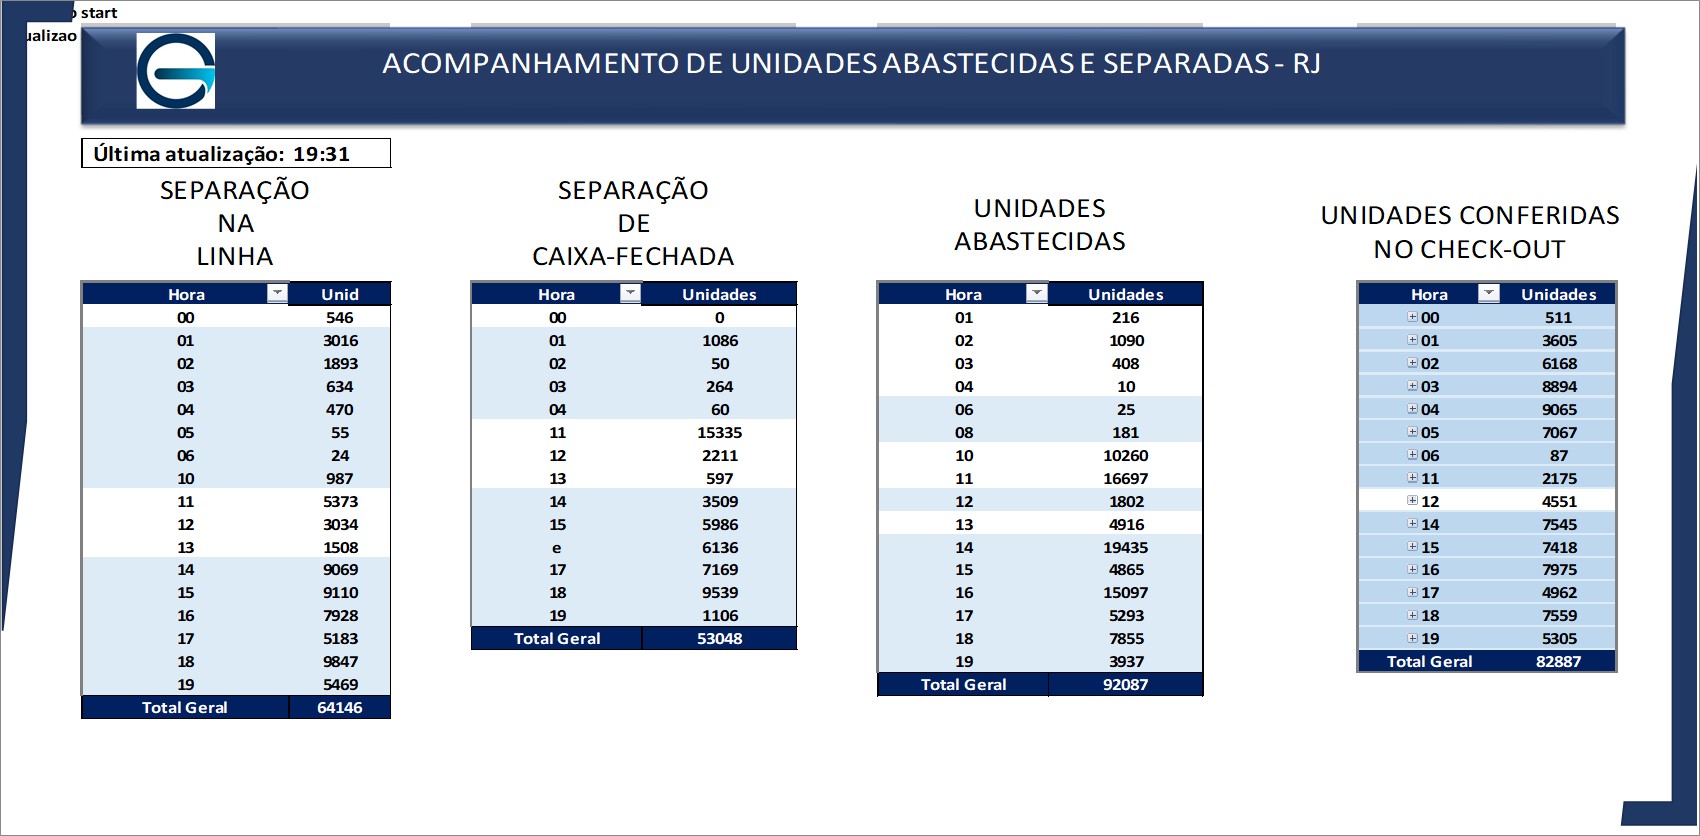 start
ualizao
ACOMPANHAMENTO DE UNIDADES ABASTECIDAS E SEPARADAS - RJ
Última atualização: 19:31
SEPARAÇÃO
NA
LINHA
Hora Unid
00 546
01 3016
02 1893
03 634
04 470
05 55
06 24
10 987
11 5373
12 3034
13 1508
14 9069
15 9110
16 7928
17 5183
18 9847
19 5469
Total Geral 64146
SEPARAÇÃO
DE
CAIXA-FECHADA
Hora Unidades
00 0
01 1086
02 50
03 264
04 60
11 15335
12 2211
13 597
14 3509
15 5986
e 6136
17 7169
18 9539
19 1106
Total Geral 53048
UNIDADES
ABASTECIDAS
Hora Unidades
01 216
02 1090
03 408
04 10
06 25
08 181
10 10260
11 16697
12 1802
13 4916
14 19435
15 4865
16 15097
17 5293
18 7855
19 3937
Total Geral 92087
UNIDADES CONFERIDAS
NO CHECK-OUT
Hora Unidades
00 511
01 3605
02 6168
03 8894
04 9065
05 7067
06 87
11 2175
12 4551
14 7545
15 7418
16 7975
17 4962
18 7559
19 5305
Total Geral 82887